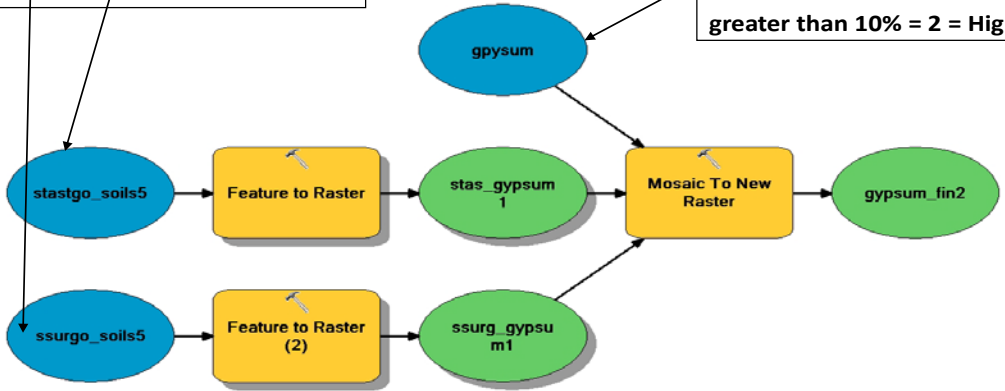 greater than 10% = 2 = Hig
gpysum
stastgo_soils5
Feature to Raster
stas_gypsum
1
Mosaic To New
Raster
gypsum_fin2
ssurgo_soils5
Feature to Raster
(2)
ssurg_gypsu
m1